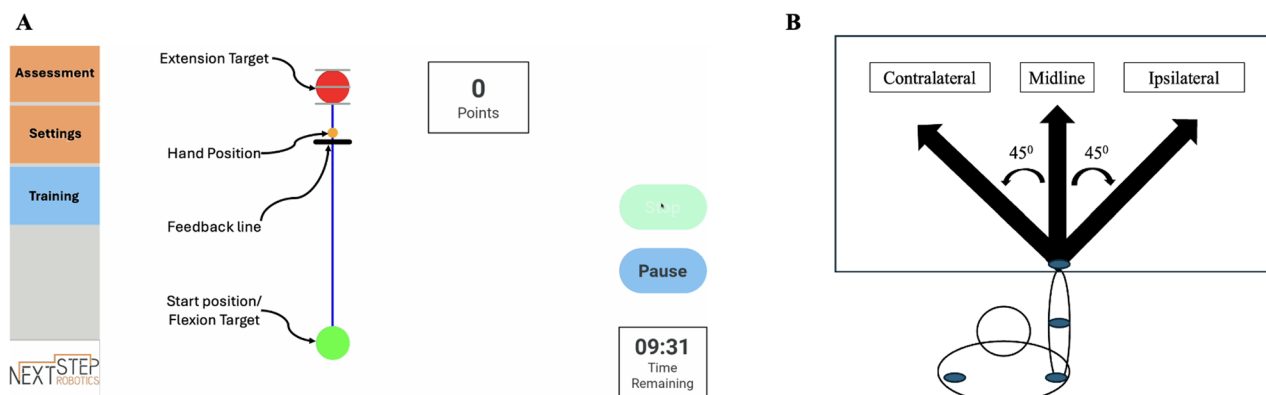 A
Assessment
Settings
Training
NEXT STEP
ROBOTICS
Extension Target
Hand Position
Feedback line
Start position/
Flexion Target
0
Points
Stop
Pause
09:31
Time
Remaining
B
Contralateral
Midline
Ipsilateral
45⁰
45⁰